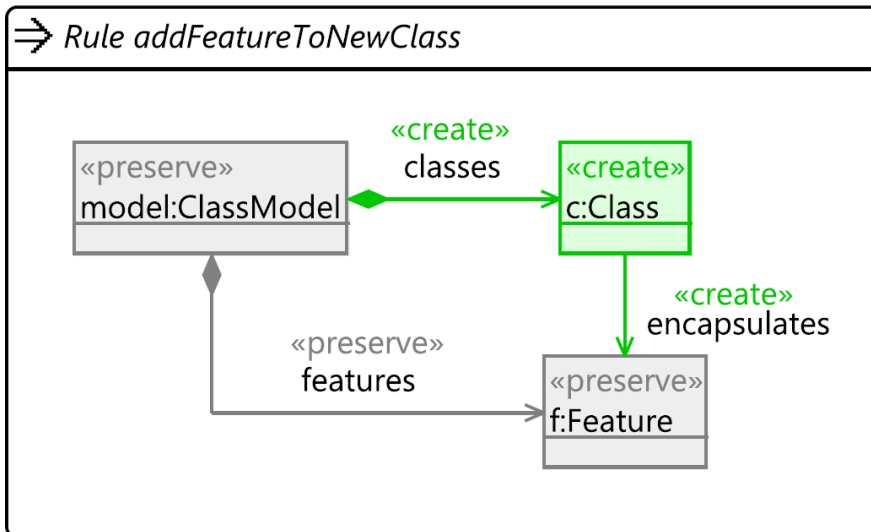 Rule addFeatureToNewClass
«create»
classes
«preserve»
model:ClassModel
«create»
c:Class
«create»
encapsulates
«preserve»
features
«preserve»
f:Feature